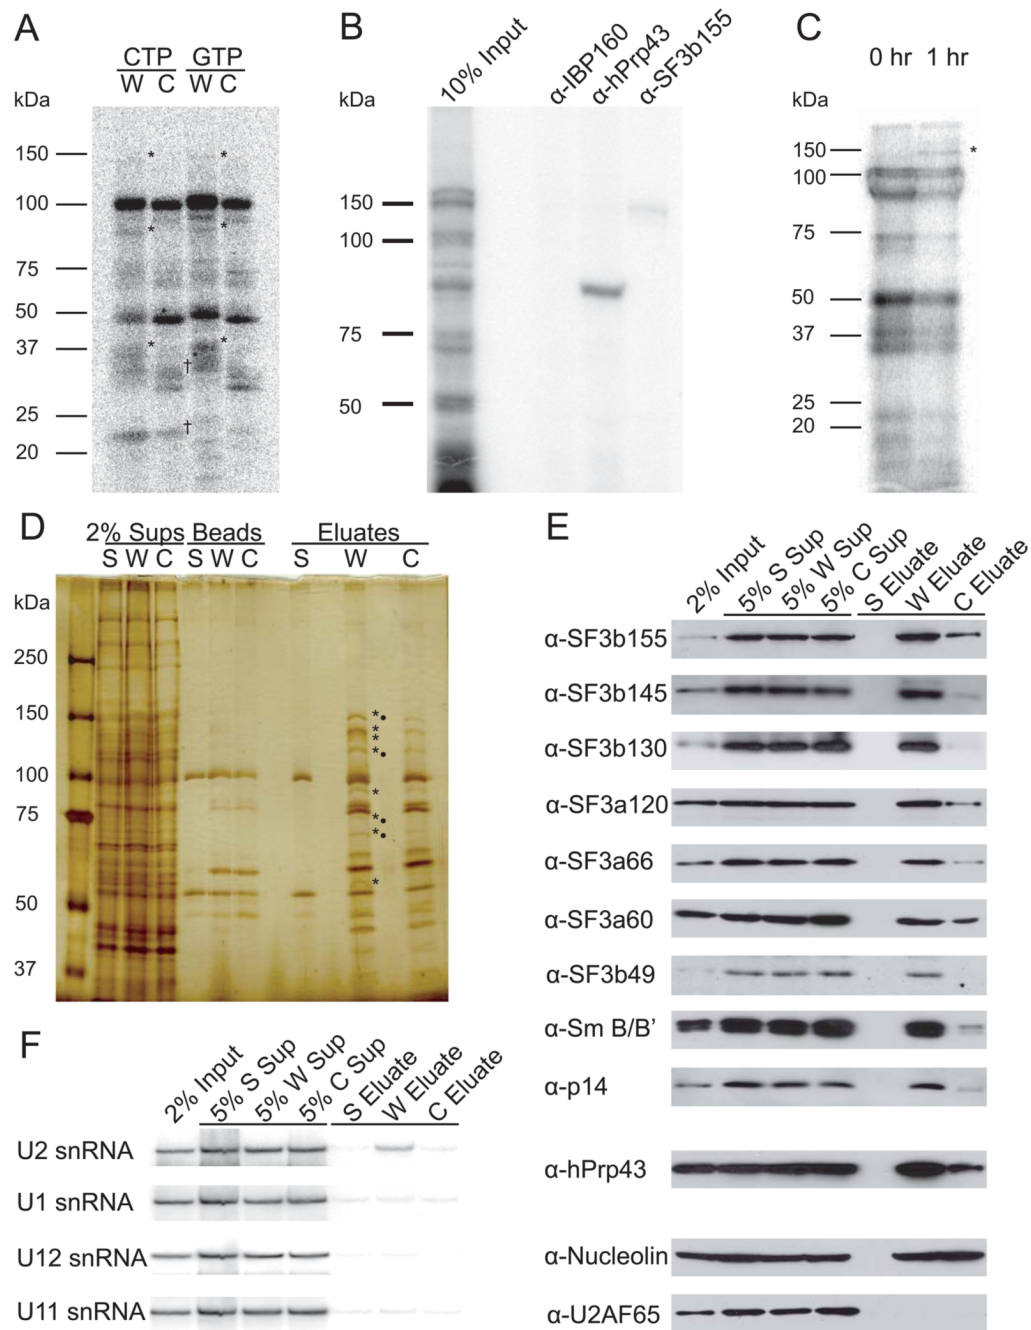 A
CTP GTP
W C W C
kDa
150
100
75
50
37
25
20
*
*
*
*
*
*
†
†
B
10% Input
α-IBP160
α-hPrp43
α-SF3b155
kDa
150
100
75
50
C
0 hr 1 hr
kDa
150
100
75
50
37
25
20
*
D
2% Sups Beads Eluates
S W C S W C S W C
kDa
250
150
100
75
50
37
*•
*
*
*•
*
*•
*•
*
E
2% Input
5% S Sup
5% W Sup
5% C Sup
S Eluate
W Eluate
C Eluate
α-SF3b155
α-SF3b145
α-SF3b130
α-SF3a120
α-SF3a66
α-SF3a60
α-SF3b49
α-Sm B/B’
α-p14
α-hPrp43
α-Nucleolin
α-U2AF65
F
2% Input
5% S Sup
5% W Sup
5% C Sup
S Eluate
W Eluate
C Eluate
U2 snRNA
U1 snRNA
U12 snRNA
U11 snRNA